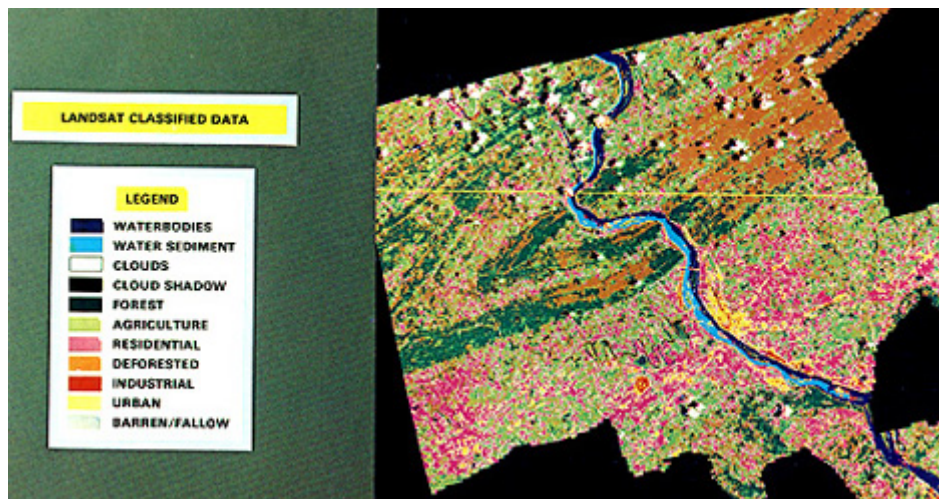 LANDSAT CLASSIFIED DATA
LEGEND
WATERBODIES
WATER SEDIMENT
CLOUDS
CLOUD SHADOW
FOREST
AGRICULTURE
RESIDENTIAL
DEFORESTED
INDUSTRIAL
URBAN
BARREN/FALLOW